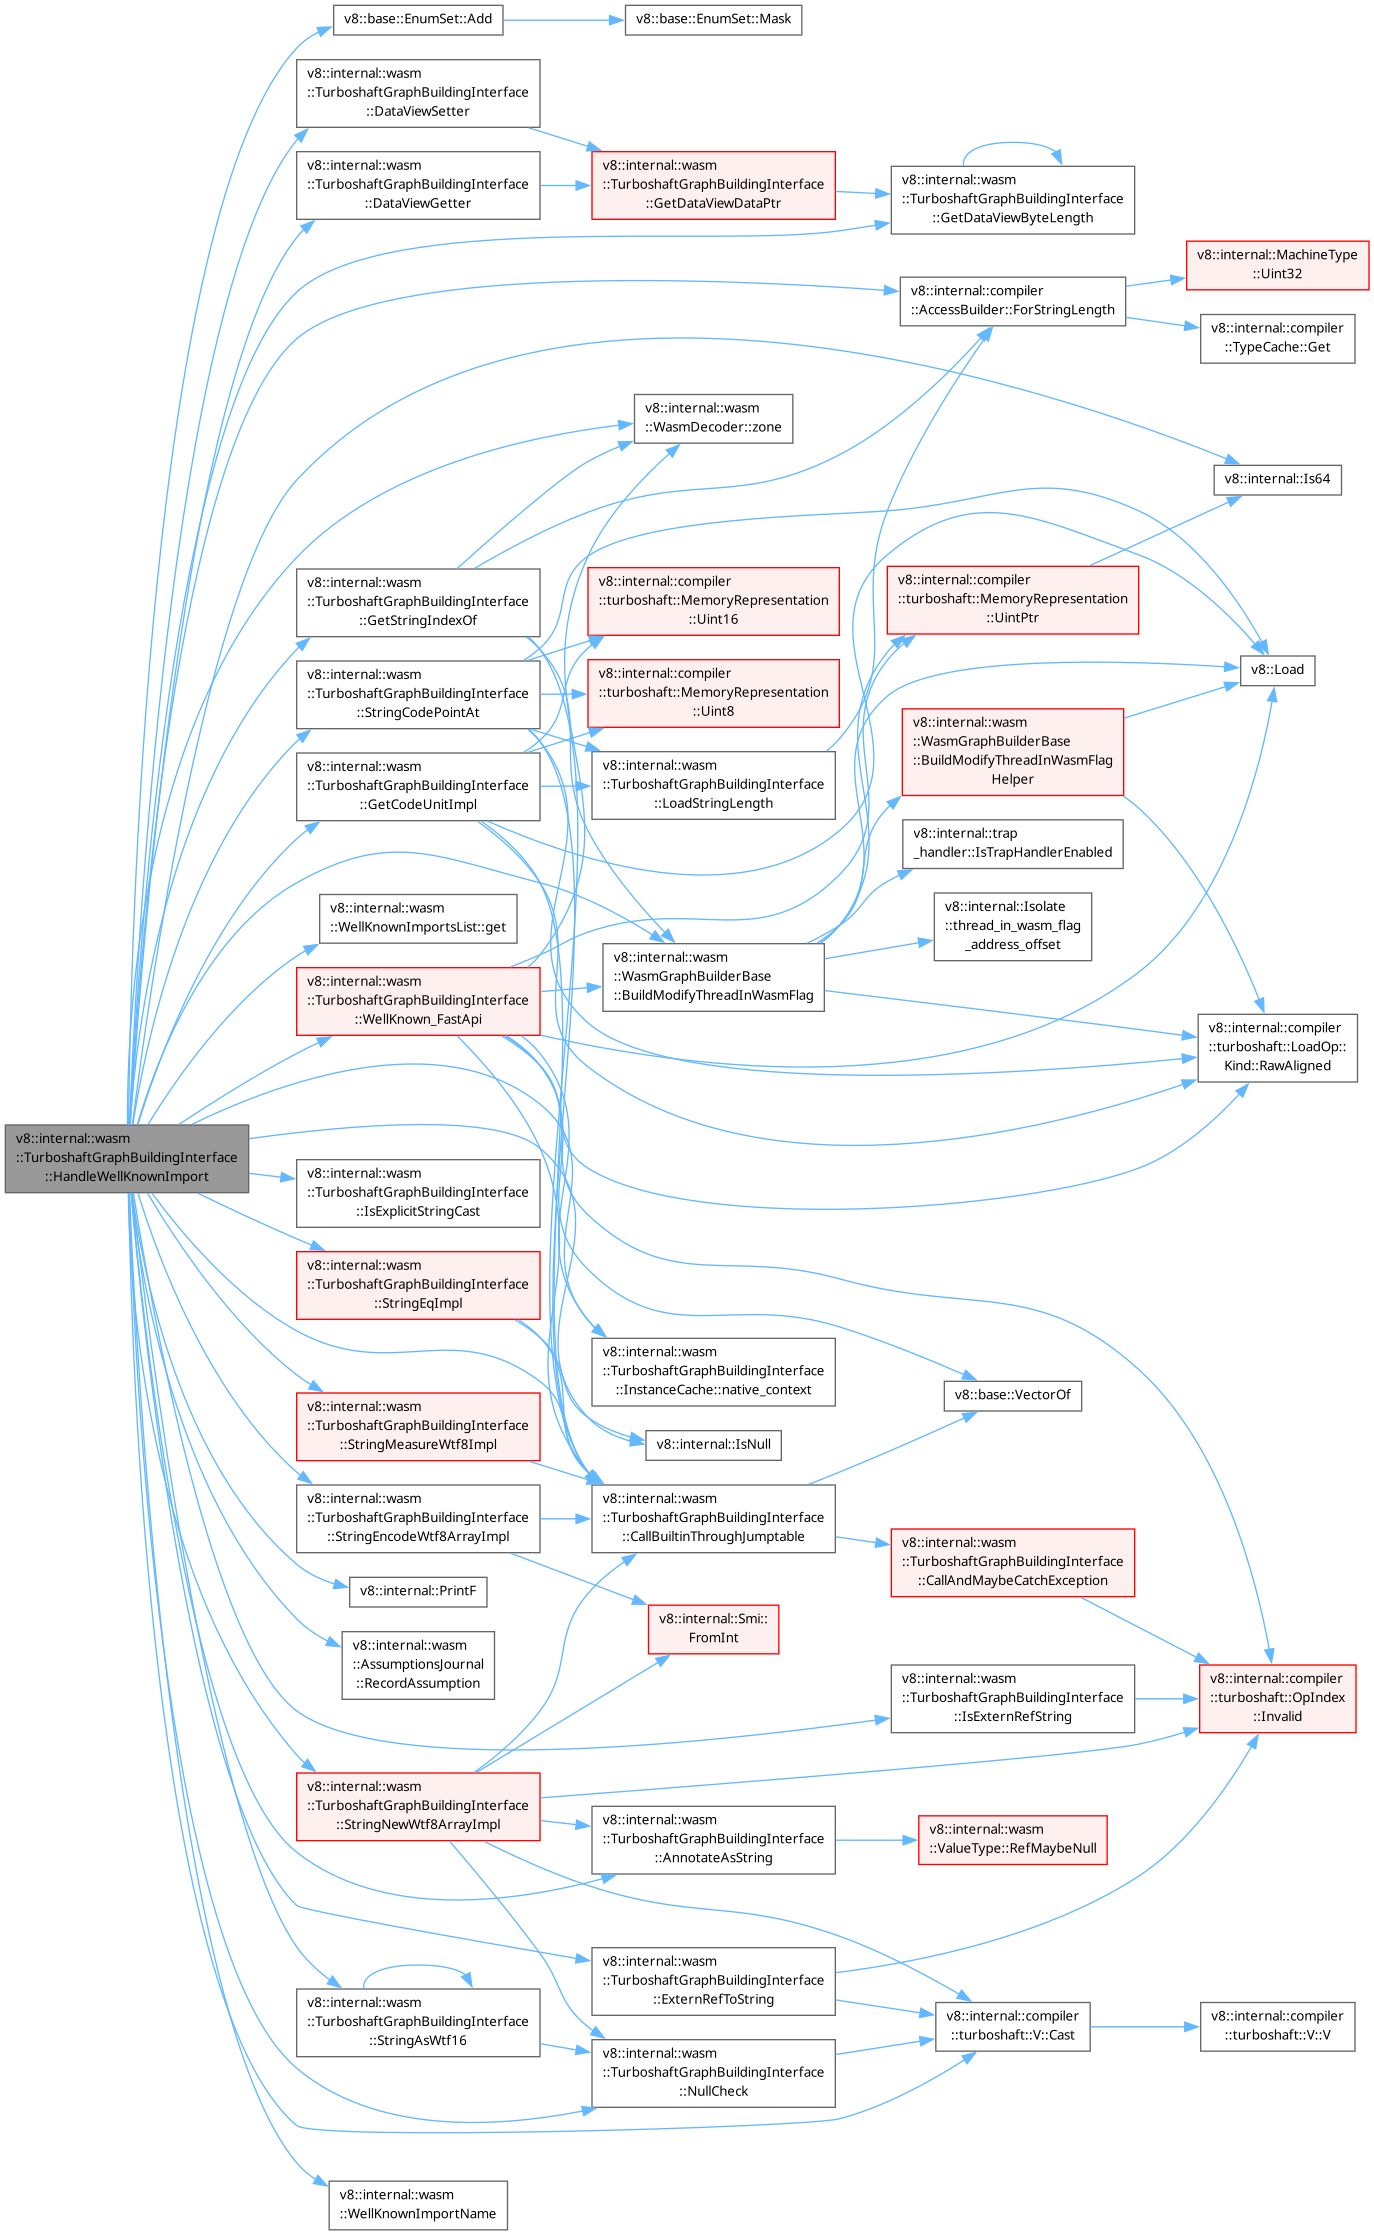 v8::base::EnumSet::Add
v8::base::EnumSet::Mask
v8::internal::wasm
::TurboshaftGraphBuildingInterface
::DataViewSetter
v8::internal::wasm
::TurboshaftGraphBuildingInterface
::DataViewGetter
v8::internal::wasm
::TurboshaftGraphBuildingInterface
::GetDataViewDataPtr
v8::internal::wasm
::TurboshaftGraphBuildingInterface
::GetDataViewByteLength
v8::internal::MachineType
::Uint32
v8::internal::compiler
::AccessBuilder::ForStringLength
v8::internal::compiler
::TypeCache::Get
v8::internal::wasm
::WasmDecoder::zone
v8::internal::Is64
v8::internal::wasm
::TurboshaftGraphBuildingInterface
::GetStringIndexOf
v8::internal::compiler
::turboshaft::MemoryRepresentation
::Uint16
v8::internal::compiler
::turboshaft::MemoryRepresentation
::UintPtr
v8::internal::wasm
::TurboshaftGraphBuildingInterface
::StringCodePointAt
v8::internal::compiler
::turboshaft::MemoryRepresentation
::Uint8
v8::Load
v8::internal::wasm
::TurboshaftGraphBuildingInterface
::GetCodeUnitImpl
v8::internal::wasm
::TurboshaftGraphBuildingInterface
::LoadStringLength
v8::internal::wasm
::WasmGraphBuilderBase
::BuildModifyThreadInWasmFlag
Helper
v8::internal::trap
_handler::IsTrapHandlerEnabled
v8::internal::wasm
::WellKnownImportsList::get
v8::internal::Isolate
::thread_in_wasm_flag
_address_offset
v8::internal::wasm
::TurboshaftGraphBuildingInterface
::WellKnown_FastApi
v8::internal::wasm
::WasmGraphBuilderBase
::BuildModifyThreadInWasmFlag
v8::internal::compiler
::turboshaft::LoadOp::
Kind::RawAligned
v8::internal::wasm
::TurboshaftGraphBuildingInterface
::HandleWellKnownImport
v8::internal::wasm
::TurboshaftGraphBuildingInterface
::IsExplicitStringCast
v8::internal::wasm
::TurboshaftGraphBuildingInterface
::StringEqImpl
v8::internal::wasm
::TurboshaftGraphBuildingInterface
::InstanceCache::native_context
v8::base::VectorOf
v8::internal::wasm
::TurboshaftGraphBuildingInterface
::StringMeasureWtf8Impl
v8::internal::IsNull
v8::internal::wasm
::TurboshaftGraphBuildingInterface
::StringEncodeWtf8ArrayImpl
v8::internal::wasm
::TurboshaftGraphBuildingInterface
::CallBuiltinThroughJumptable
v8::internal::wasm
::TurboshaftGraphBuildingInterface
::CallAndMaybeCatchException
v8::internal::PrintF
v8::internal::Smi::
FromInt
v8::internal::wasm
::AssumptionsJournal
::RecordAssumption
v8::internal::wasm
::TurboshaftGraphBuildingInterface
::IsExternRefString
v8::internal::compiler
::turboshaft::OpIndex
::Invalid
v8::internal::wasm
::TurboshaftGraphBuildingInterface
::StringNewWtf8ArrayImpl
v8::internal::wasm
::TurboshaftGraphBuildingInterface
::AnnotateAsString
v8::internal::wasm
::ValueType::RefMaybeNull
v8::internal::wasm
::TurboshaftGraphBuildingInterface
::ExternRefToString
v8::internal::wasm
::TurboshaftGraphBuildingInterface
::StringAsWtf16
v8::internal::compiler
::turboshaft::V::Cast
v8::internal::compiler
::turboshaft::V::V
v8::internal::wasm
::TurboshaftGraphBuildingInterface
::NullCheck
v8::internal::wasm
::WellKnownImportName